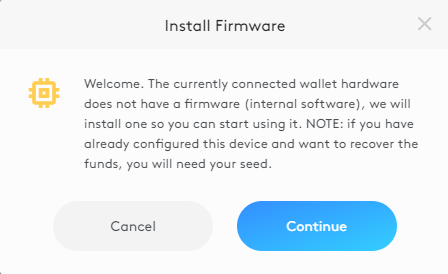 Install Firmware
Welcome. The currently connected wallet hardware
does not have a firmware (internal software), we will
install one so you can start using it. NOTE: if you have
already configured this device and want to recover the
funds, you will need your seed.
Cancel
Continue